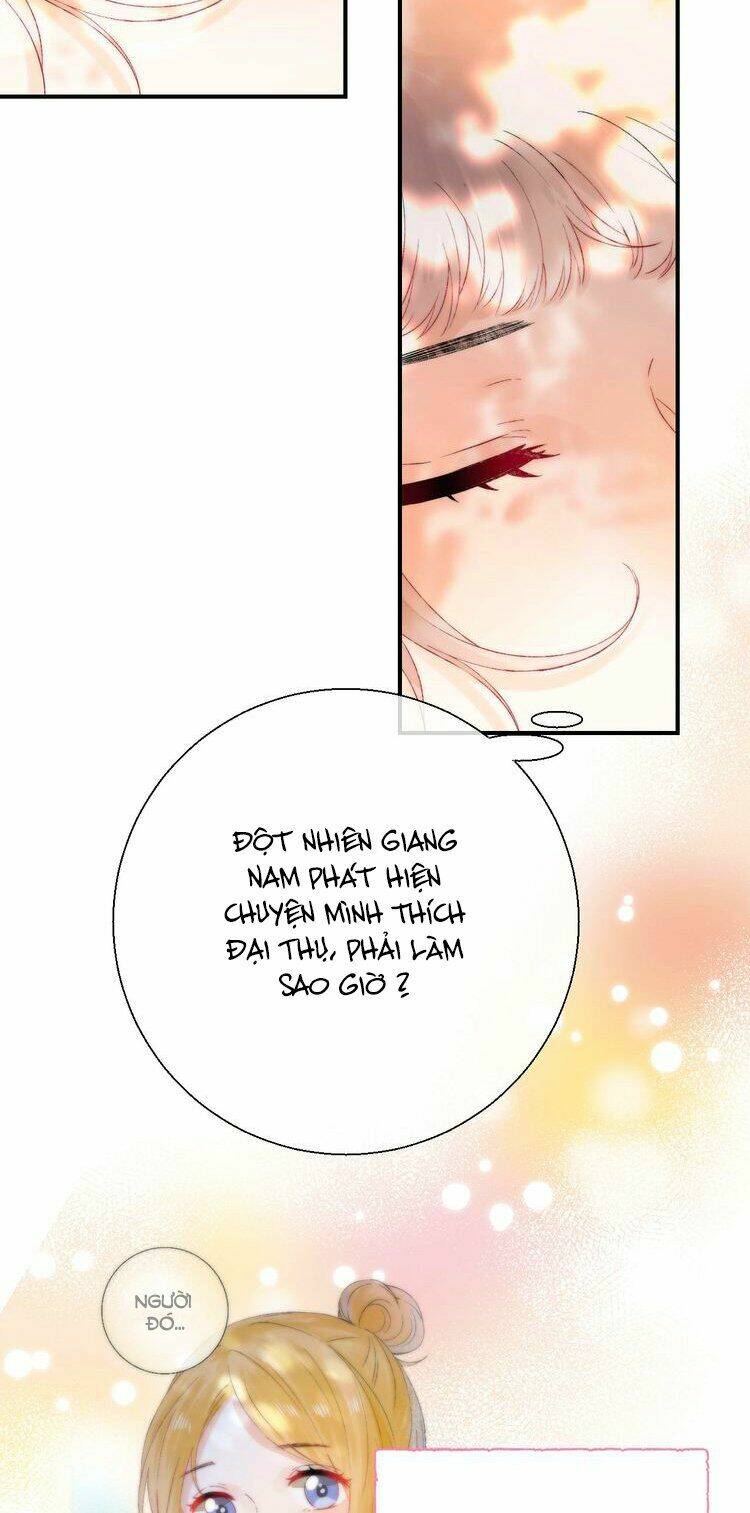 ĐỘT NHIÊN GIANG
NAM PHÁT HIỆN
CHUYỆN MÌNH THÍCH
ĐẠI THỤ, PHẢI LÀM
SAO GIỜ ?
NGƯỜI
ĐÓ...